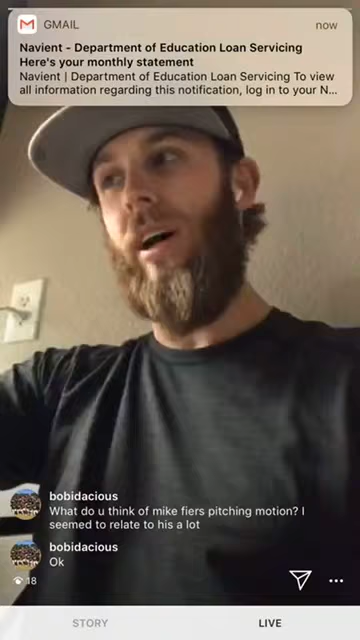 GMAIL
now
Navient - Department of Education Loan Servicing
Here's your monthly statement
Navient | Department of Education Loan Servicing To view
all information regarding this notification, log in to your N...
bobidacious
What do u think of mike fiers pitching motion? I
seemed to relate to his a lot
bobidacious
Ok
18
STORY
LIVE